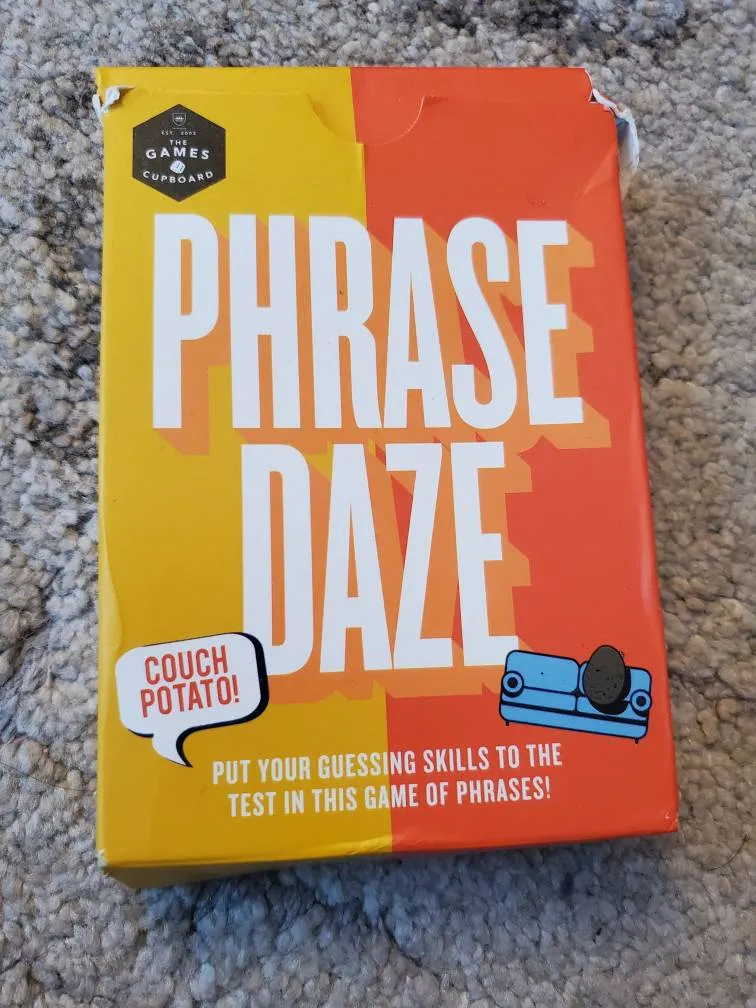 EST. 2002
THE
GAMES
CUPBOARD
PHRASE
DAZE
COUCH
POTATO!
PUT YOUR GUESSING SKILLS TO THE
TEST IN THIS GAME OF PHRASES!